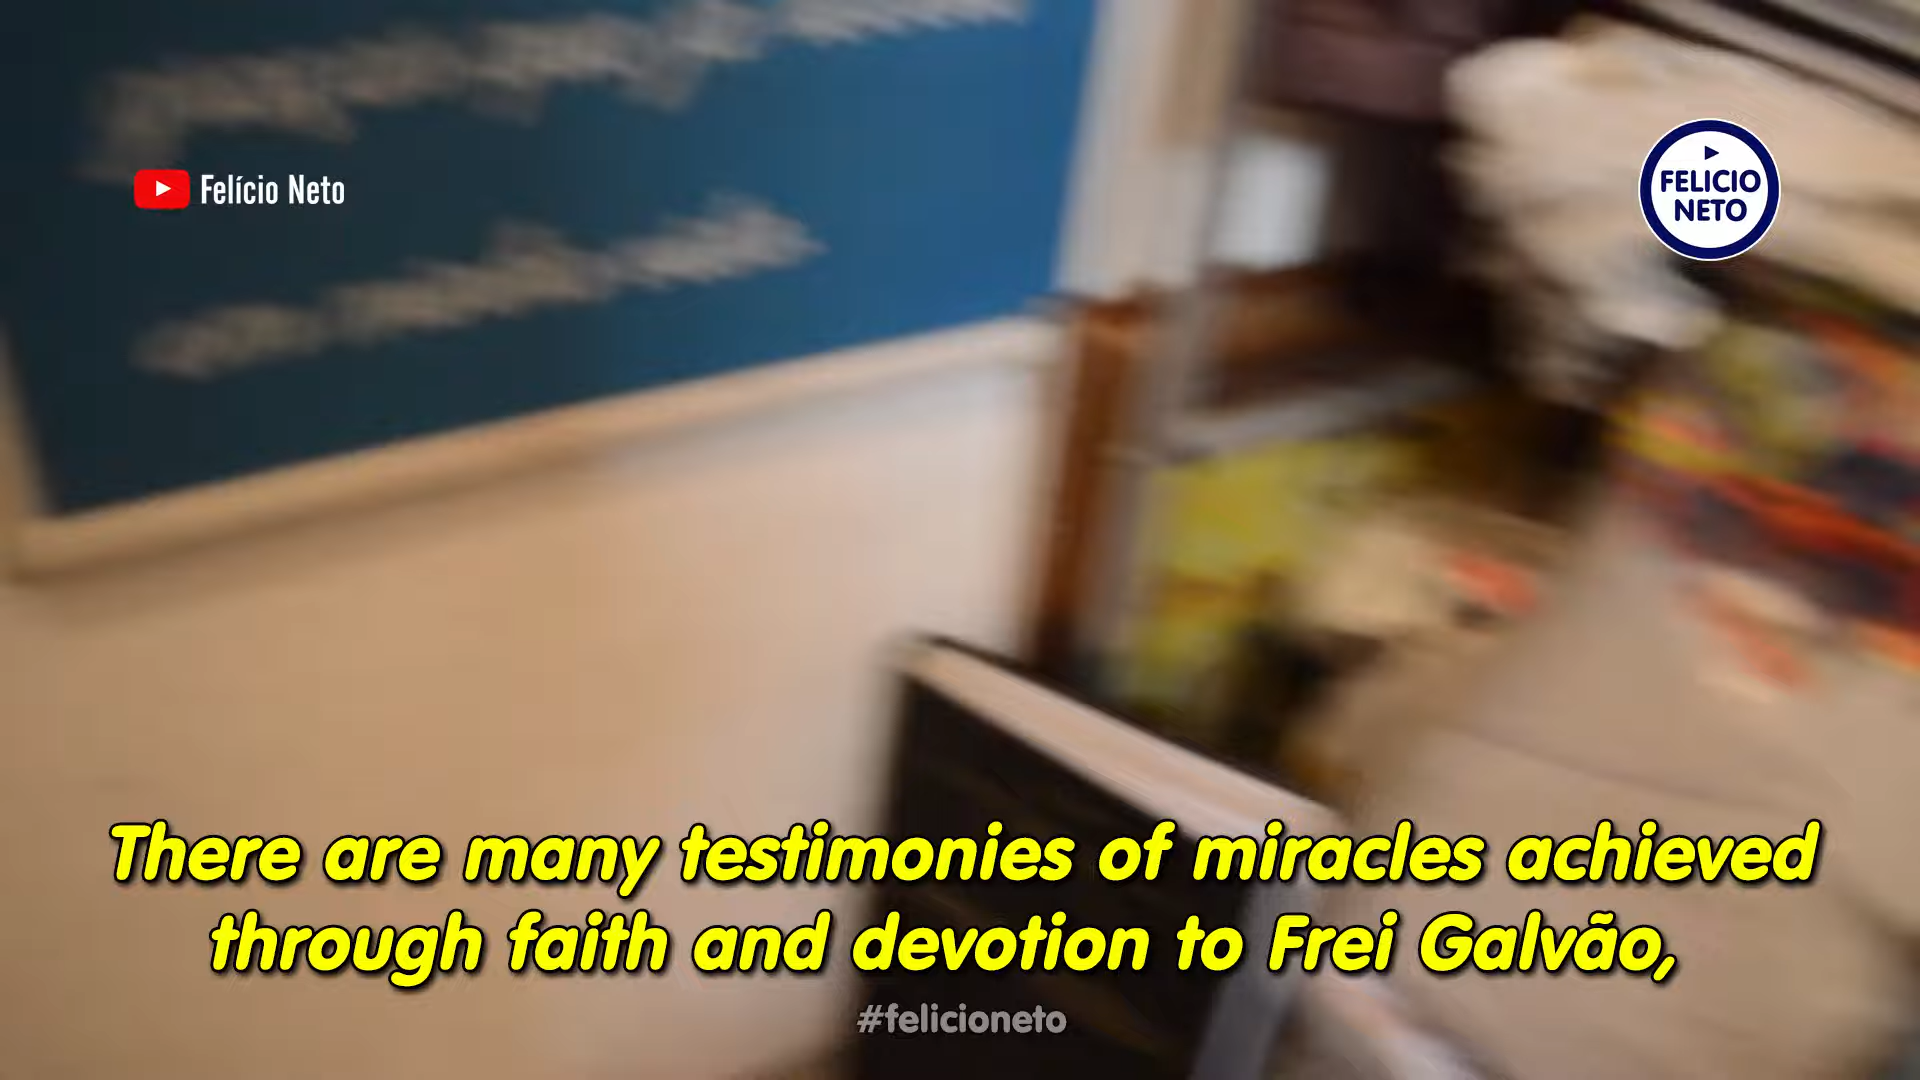 Felício Neto
FELICIO
NETO
There are many testimonies of miracles achieved
through faith and devotion to Frei Galvão,
#felicioneto